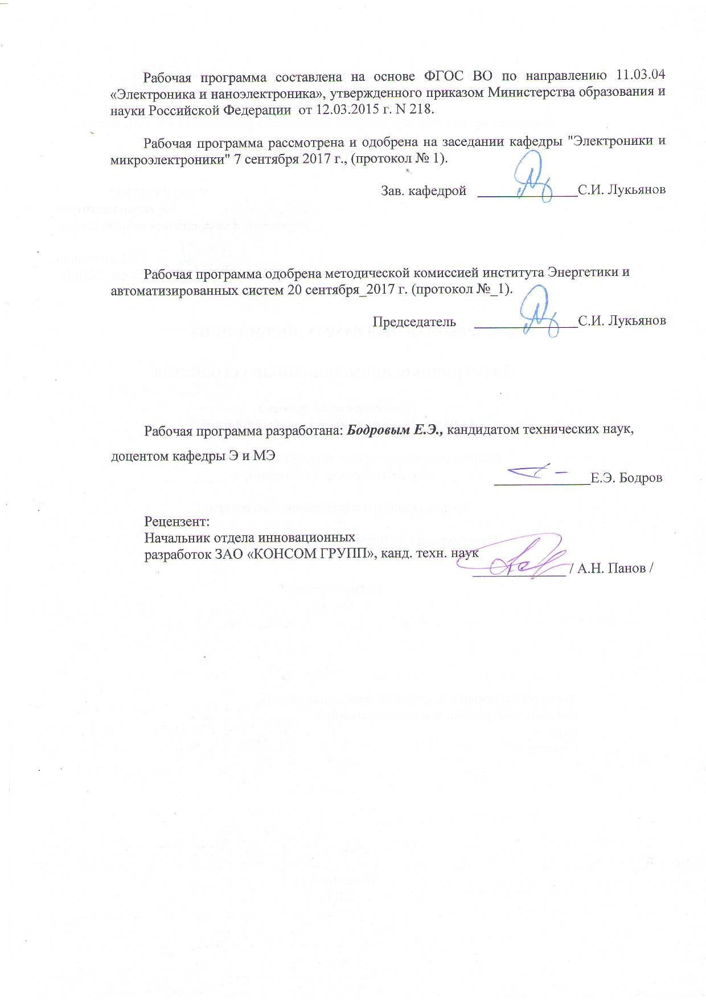 Рабочая программа составлена на основе ФГОС ВО по направлению 11.03.04
«Электроника и наноэлектроника», утвержденного приказом Министерства образования и
науки Российской Федерации от 12.03.2015 г. N 218.
Рабочая программа рассмотрена и одобрена на заседании кафедры "Электроники и
микроэлектроники" 7 сентября 2017 г., (протокол № 1).
Зав. кафедрой ______________С.И. Лукьянов
Рабочая программа одобрена методической комиссией института Энергетики и
автоматизированных систем 20 сентября_2017 г. (протокол №_1).
Председатель ______________С.И. Лукьянов
Рабочая программа разработана: Бодровым Е.Э., кандидатом технических наук,
доцентом кафедры Э и МЭ
_____________Е.Э. Бодров
Рецензент:
Начальник отдела инновационных
разработок ЗАО «КОНСОМ ГРУПП», канд. техн. наук
_____________/ А.Н. Панов /